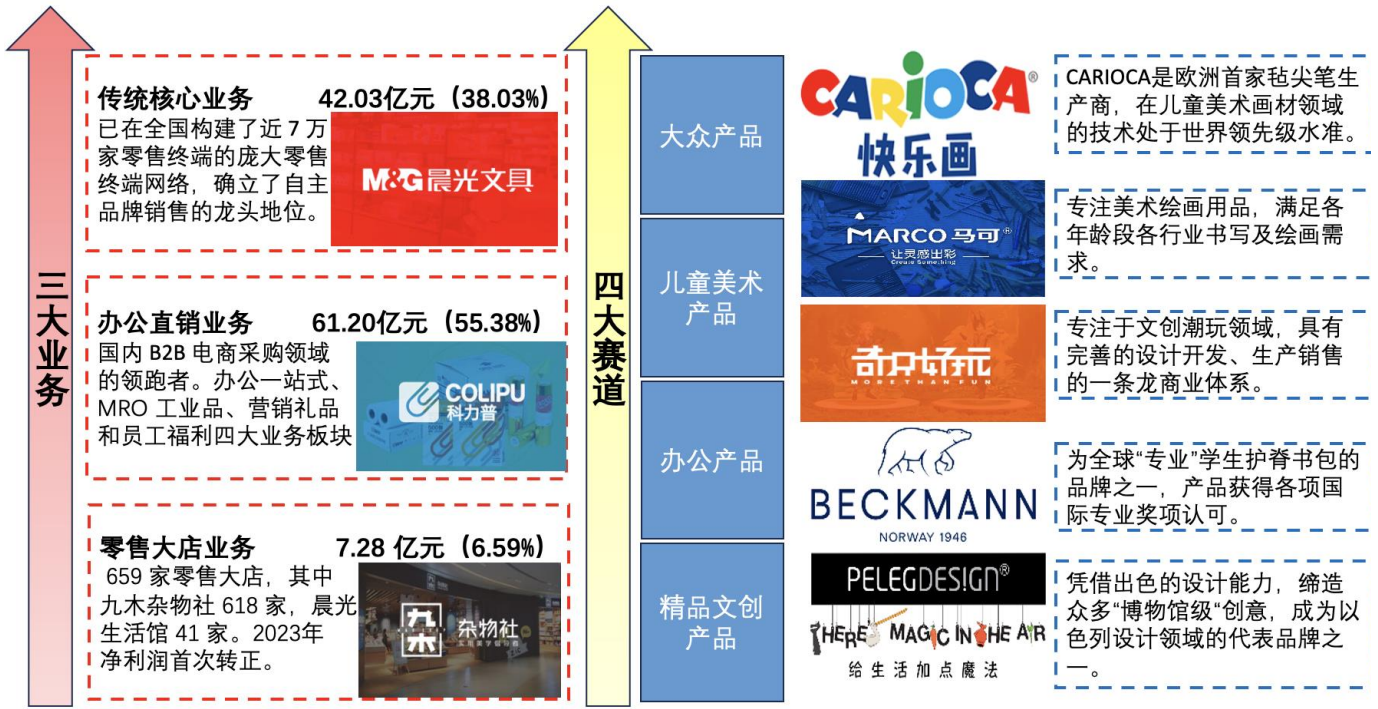 三大业务
传统核心业务 42.03亿元（38.03%）
已在全国构建了近 7 万
家零售终端的庞大零售
终端网络，确立了自主
品牌销售的龙头地位。
M&G晨光文具
办公直销业务 61.20亿元（55.38%）
国内 B2B 电商采购领域
的领跑者。办公一站式、
MRO 工业品、营销礼品
和员工福利四大业务板块
COLIPU
科力普
零售大店业务 7.28 亿元（6.59%）
659 家零售大店，其中
九木杂物社 618 家，晨光
生活馆 41 家。2023年
净利润首次转正。
九木
杂物社
四大赛道
大众产品
儿童美术
产品
办公产品
精品文创
产品
CARIOCA®
快乐画
CARIOCA是欧洲首家毡尖笔生
产商，在儿童美术画材领域
的技术处于世界领先级水准。
MARCO 马可®
让灵感出彩
Create Something
专注美术绘画用品，满足各
年龄段各行业书写及绘画需
求。
奇只好玩
MORE THAN FUN
专注于文创潮玩领域，具有
完善的设计开发、生产销售
的一条龙商业体系。
BECKMANN
NORWAY 1946
为全球“专业”学生护脊书包的
品牌之一，产品获得各项国
际专业奖项认可。
PELEGDES!GN®
THERE'S MAGIC IN THE AIR
给生活加点魔法
凭借出色的设计能力，缔造
众多“博物馆级“创意，成为以
色列设计领域的代表品牌之
一。